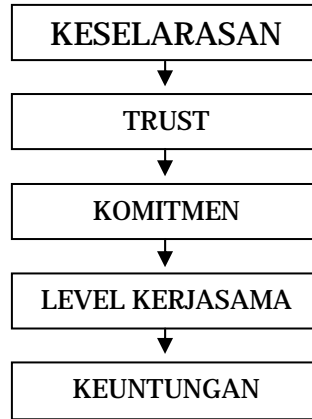 KESELARASAN
TRUST
KOMITMEN
LEVEL KERJASAMA
KEUNTUNGAN